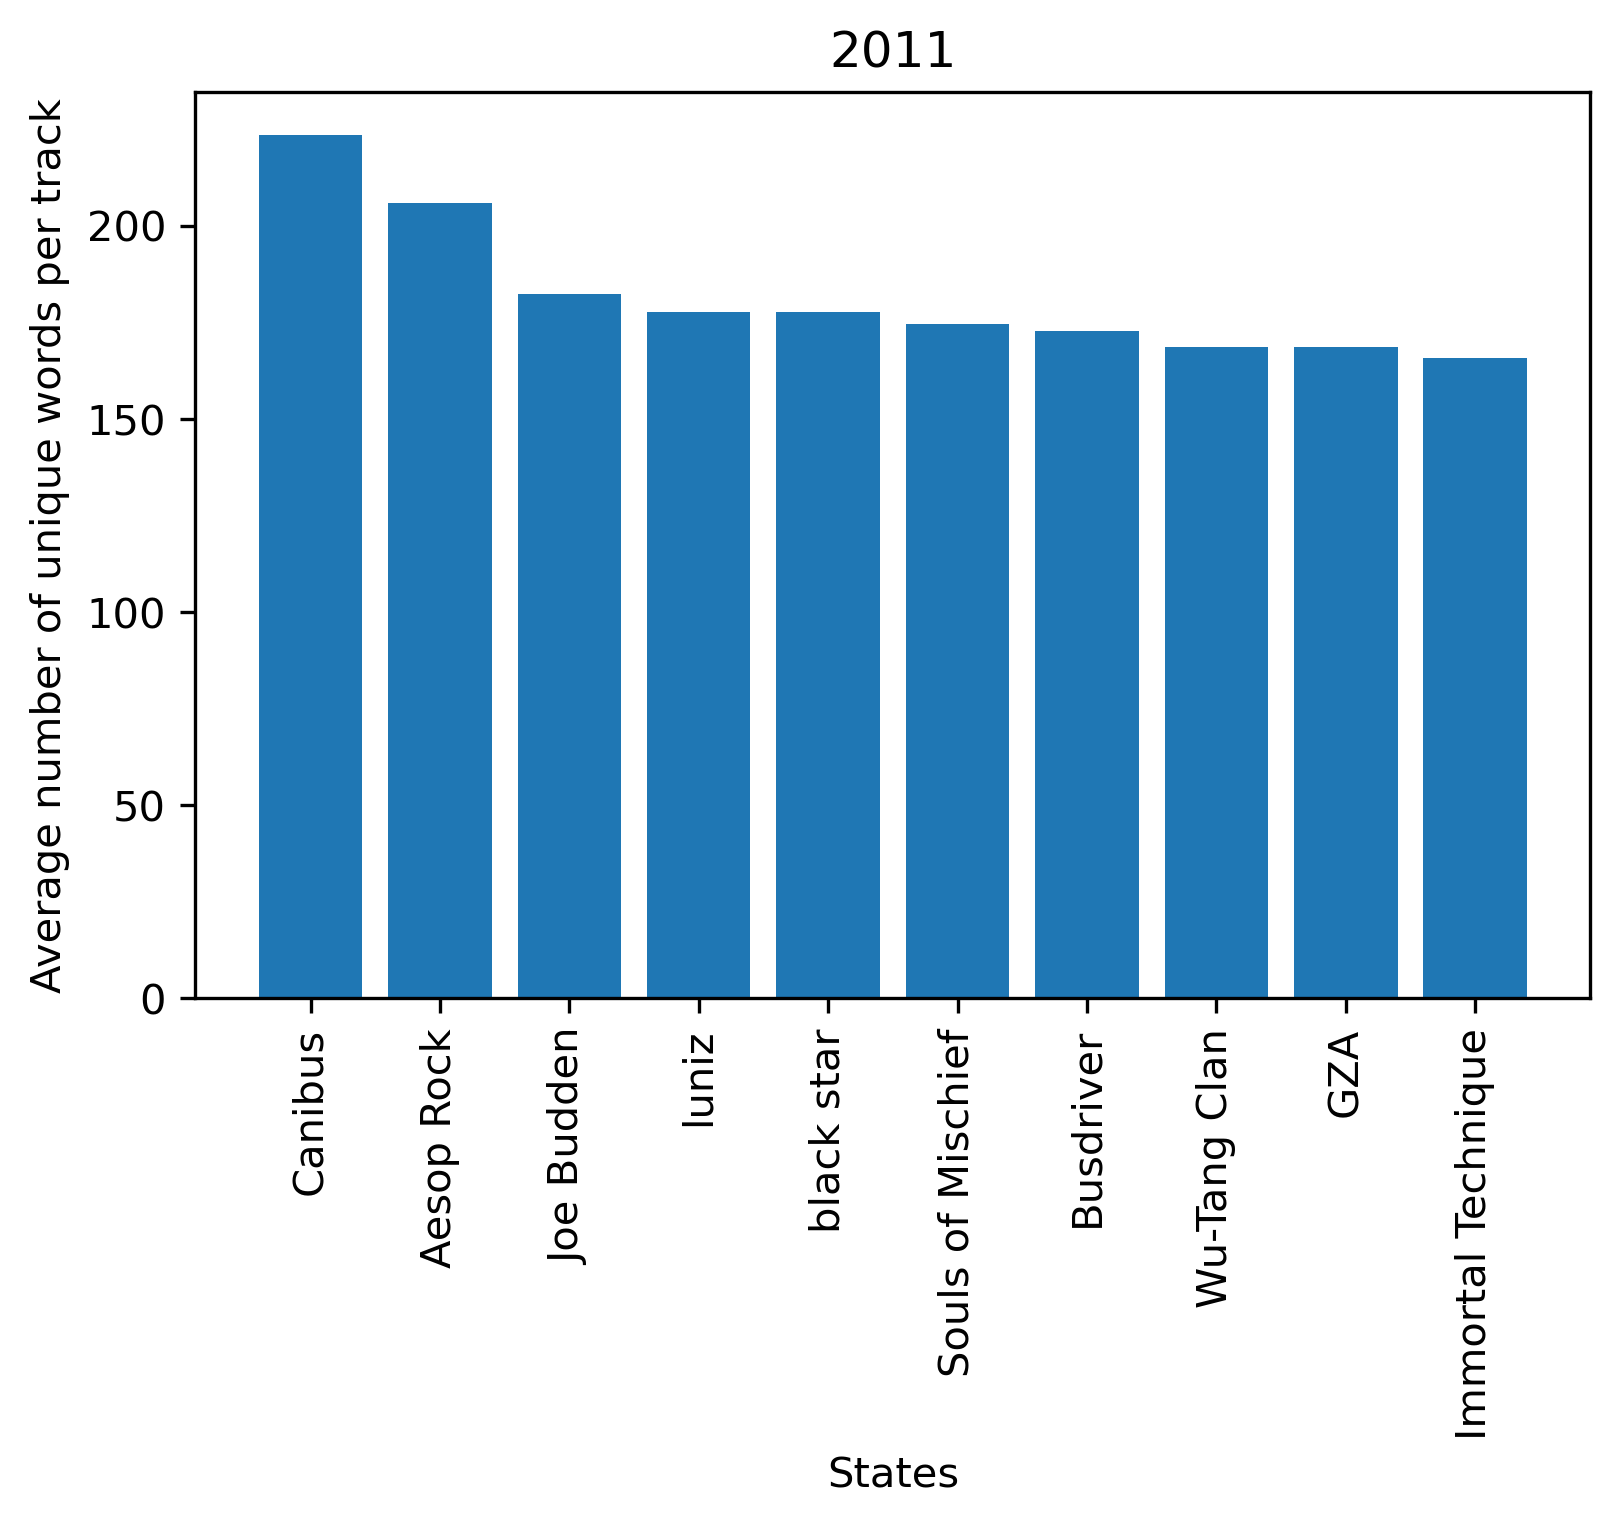 2011
Average number of unique words per track
200
150
100
50
0
Canibus
Aesop Rock
Joe Budden
luniz
black star
Souls of Mischief
Busdriver
Wu-Tang Clan
GZA
Immortal Technique
States